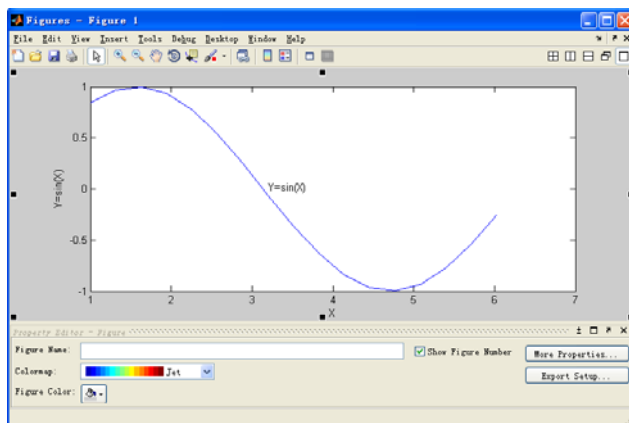 Figures - Figure 1
File Edit View Insert Tools Debug Desktop Window Help
1
0.5
0
-0.5
-1
Y=sin(X)
Y=sin(X)
1 2 3 4 5 6 7
X
Property Editor - Figure
Figure Name:
Show Figure Number
More Properties...
Colormap:
Jet
Export Setup...
Figure Color: